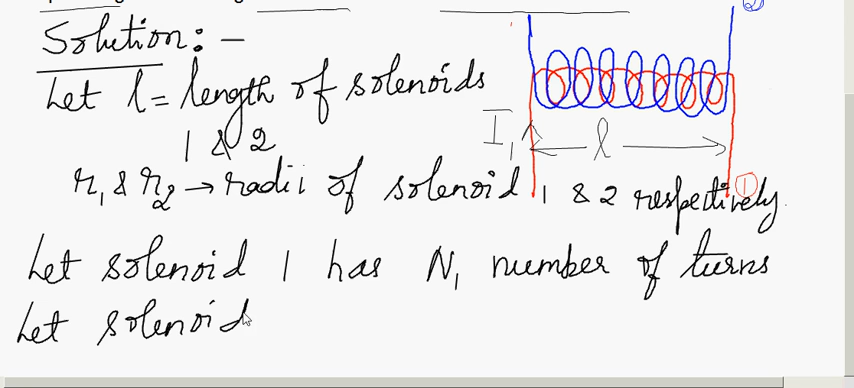 Solution: -
Let l = length of solenoids
1 & 2
r₁ & r₂ → radii of solenoid 1 & 2 respectively.
Let solenoid 1 has N₁ number of turns
Let solenoid
I₁
l
1
2